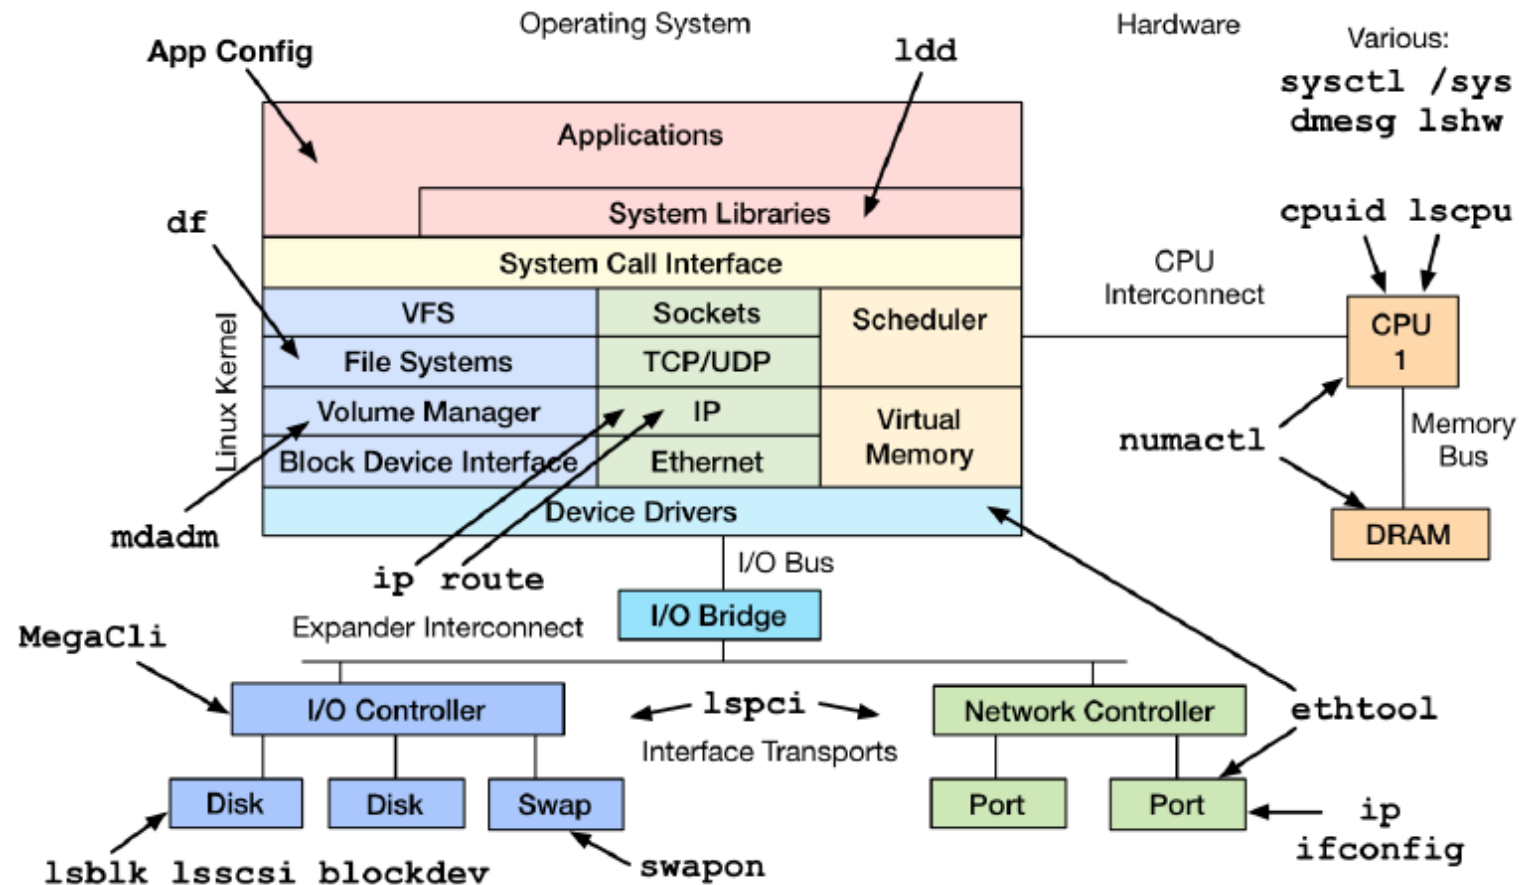 Operating System
Hardware
Various:
App Config
ldd
sysctl /sys
dmesg lshw
Applications
df
System Libraries
cpuid lscpu
System Call Interface
CPU
Interconnect
Linux Kernel
VFS
Sockets
Scheduler
CPU
1
File Systems
TCP/UDP
Volume Manager
IP
Virtual
Memory
numactl
Memory
Bus
Block Device Interface
Ethernet
mdadm
Device Drivers
DRAM
ip route
I/O Bus
I/O Bridge
Expander Interconnect
MegaCli
I/O Controller
lspci
Network Controller
ethtool
Interface Transports
Disk
Disk
Swap
Port
Port
ip
ifconfig
lsblk lsscsi blockdev
swapon